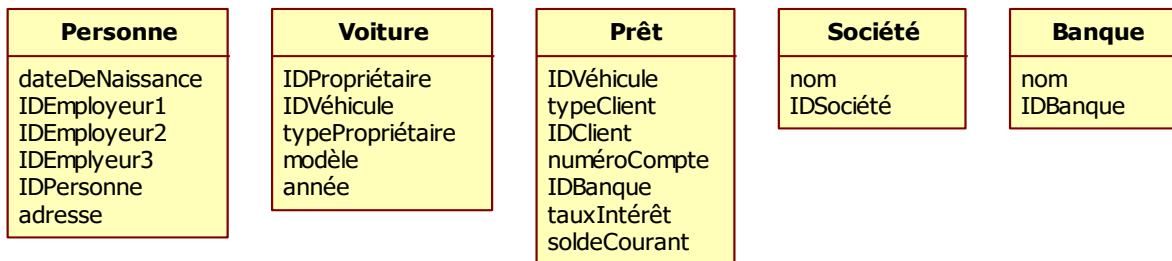 Personne
dateDeNaissance
IDEmployeur1
IDEmployeur2
IDEmplyeur3
IDPersonne
adresse
Voiture
IDPropriétaire
IDVéhicule
typePropriétaire
modèle
année
Prêt
IDVéhicule
typeClient
IDClient
numéroCompte
IDBanque
tauxIntérêt
soldeCourant
Société
nom
IDSociété
Banque
nom
IDBanque